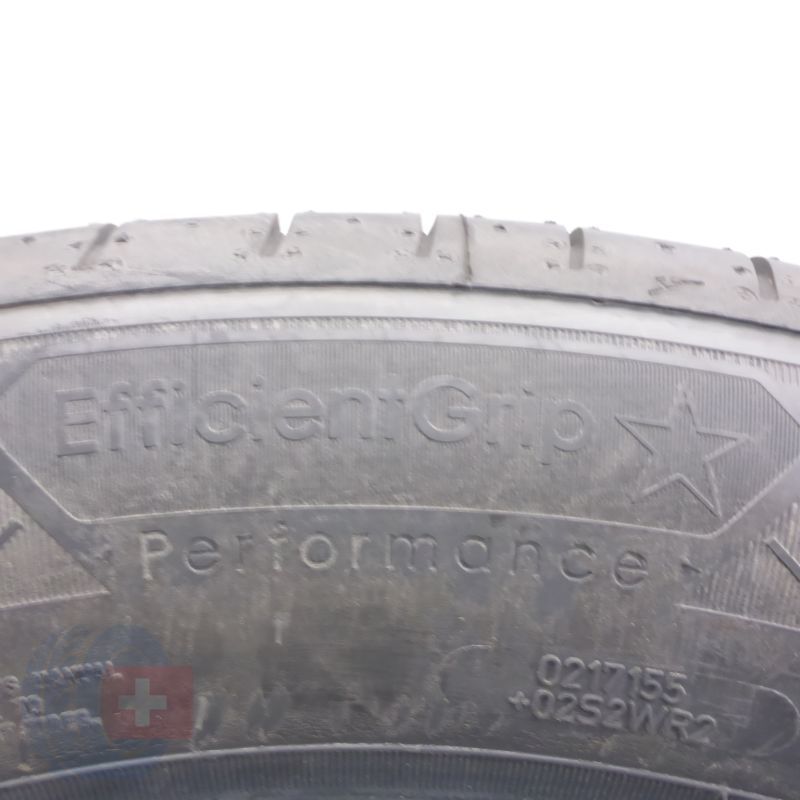 EfficientGrip
Performance
0217155
+02S2WR2